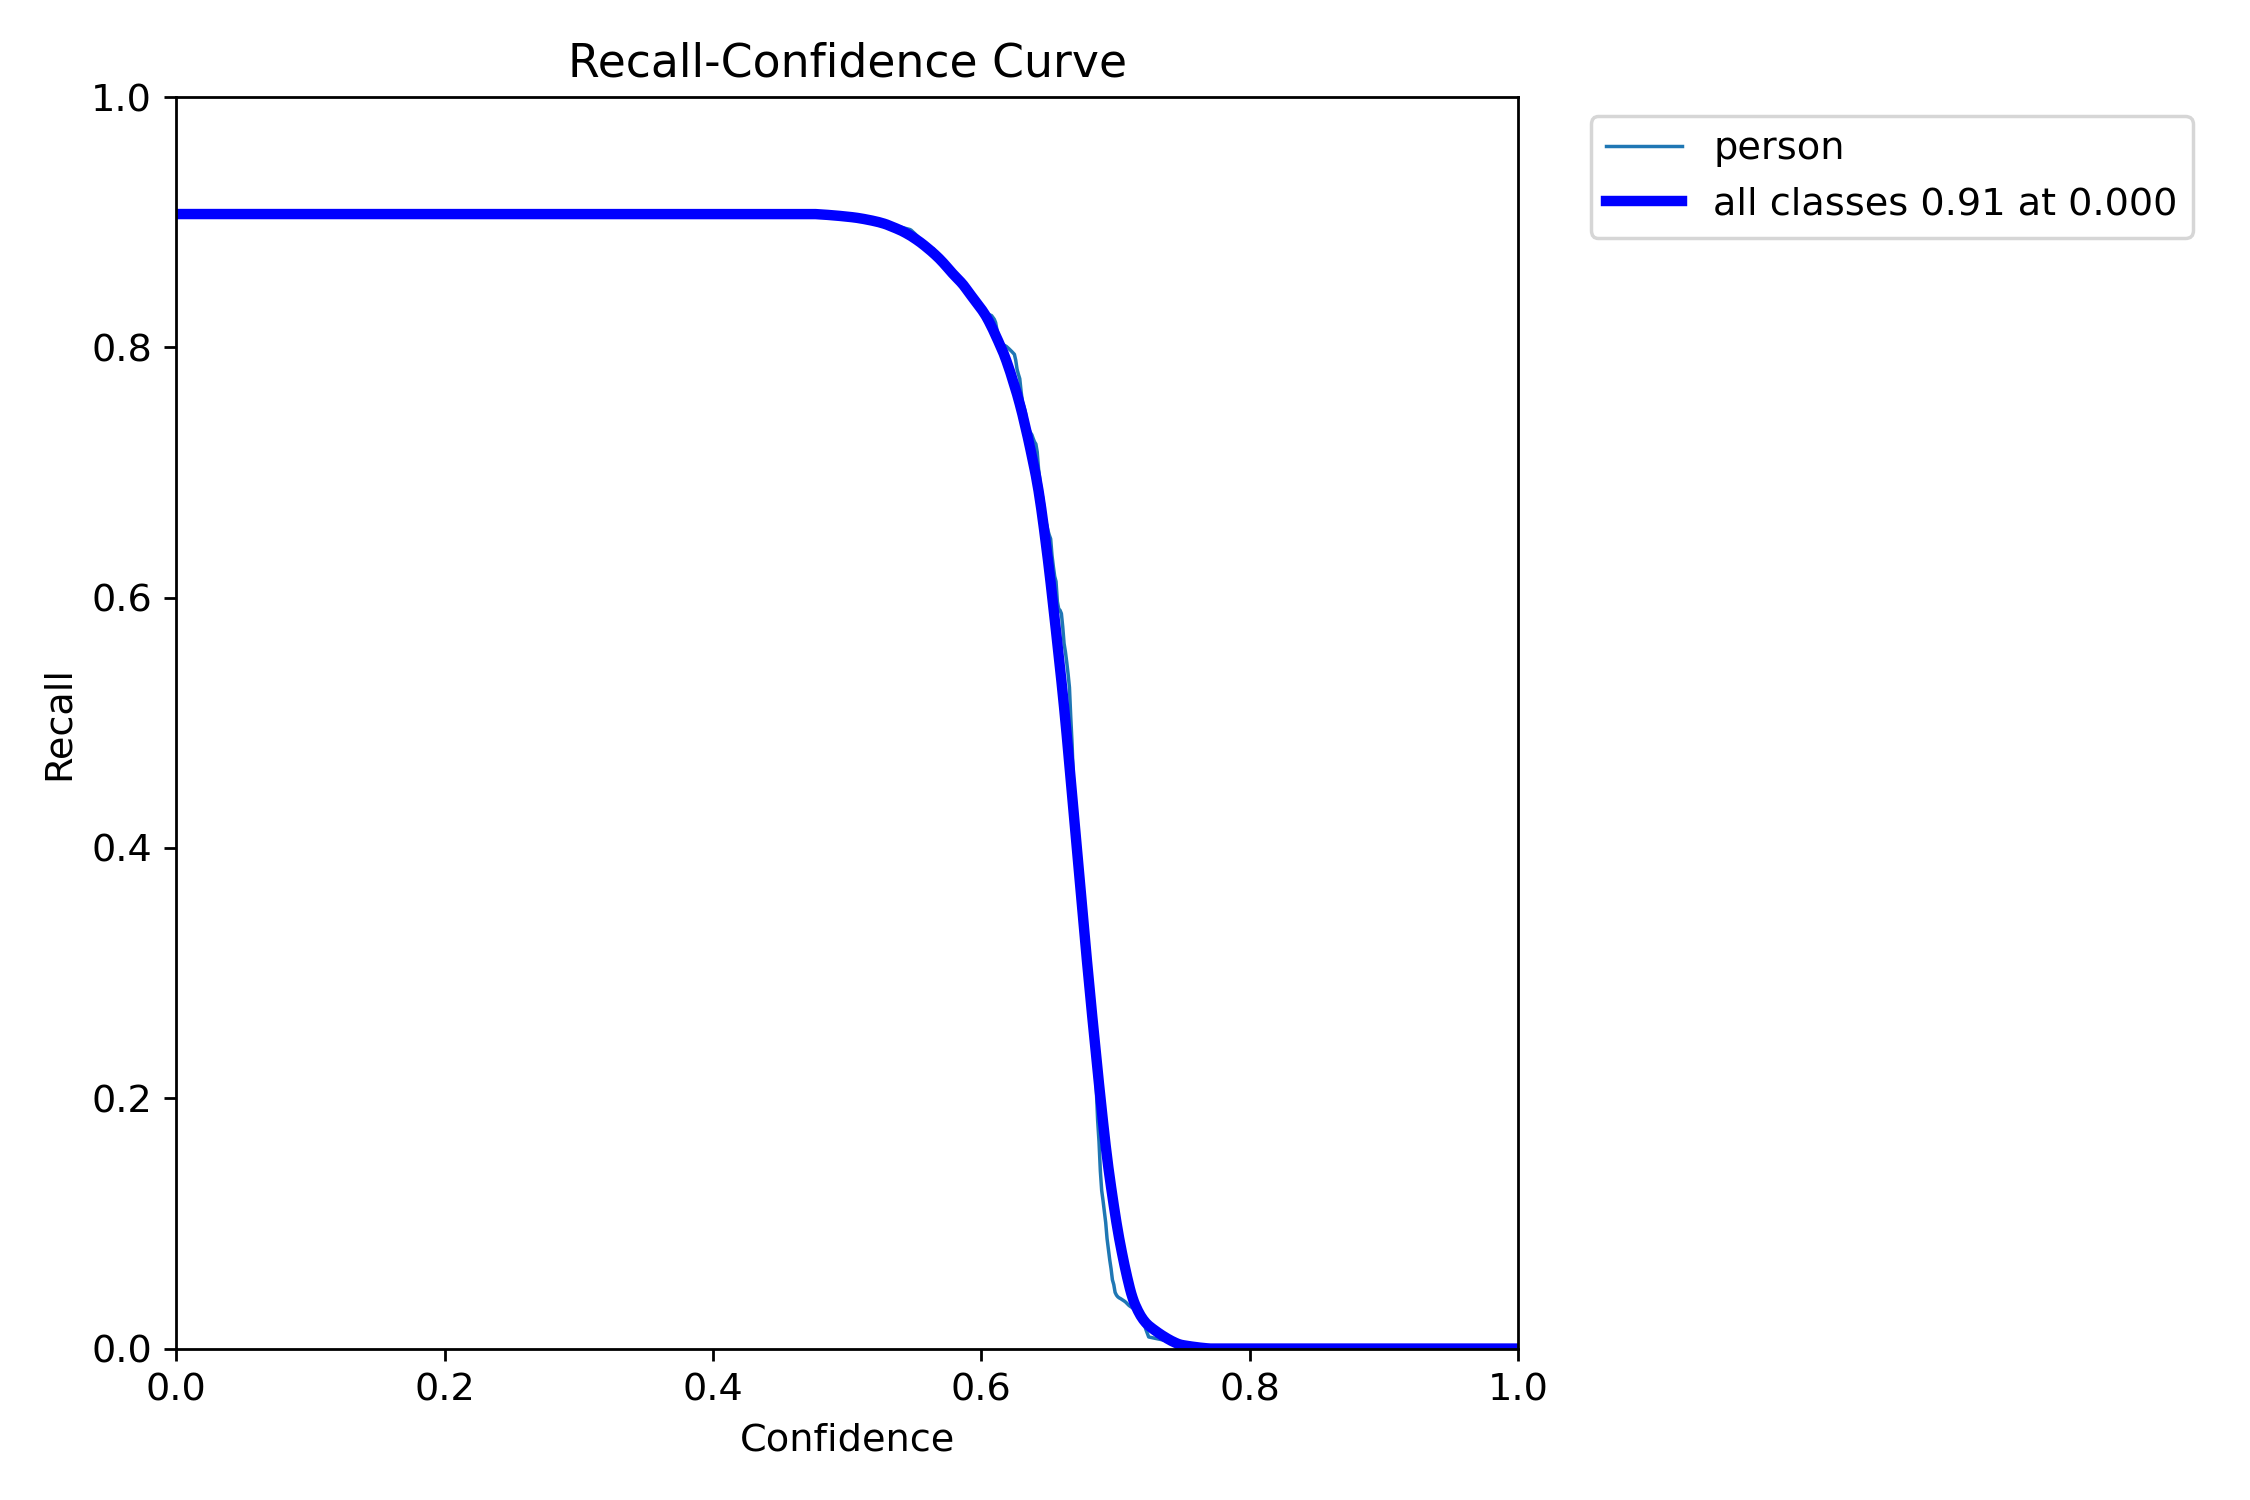 Recall-Confidence Curve
1.0
0.8
0.6
0.4
0.2
0.0
Recall
0.0 0.2 0.4 0.6 0.8 1.0
Confidence
person
all classes 0.91 at 0.000